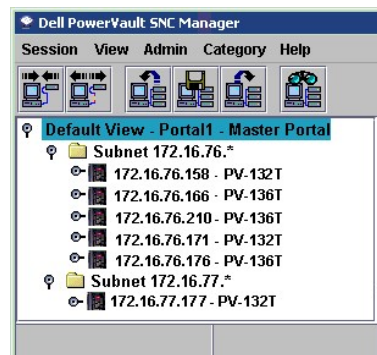 Dell PowerVault SNC Manager
Session View Admin Category Help
Default View - Portal1 - Master Portal
Subnet 172.16.76.*
172.16.76.158 - PV-132T
172.16.76.166 - PV-136T
172.16.76.210 - PV-136T
172.16.76.171 - PV-132T
172.16.76.176 - PV-136T
Subnet 172.16.77.*
172.16.77.177 - PV-132T